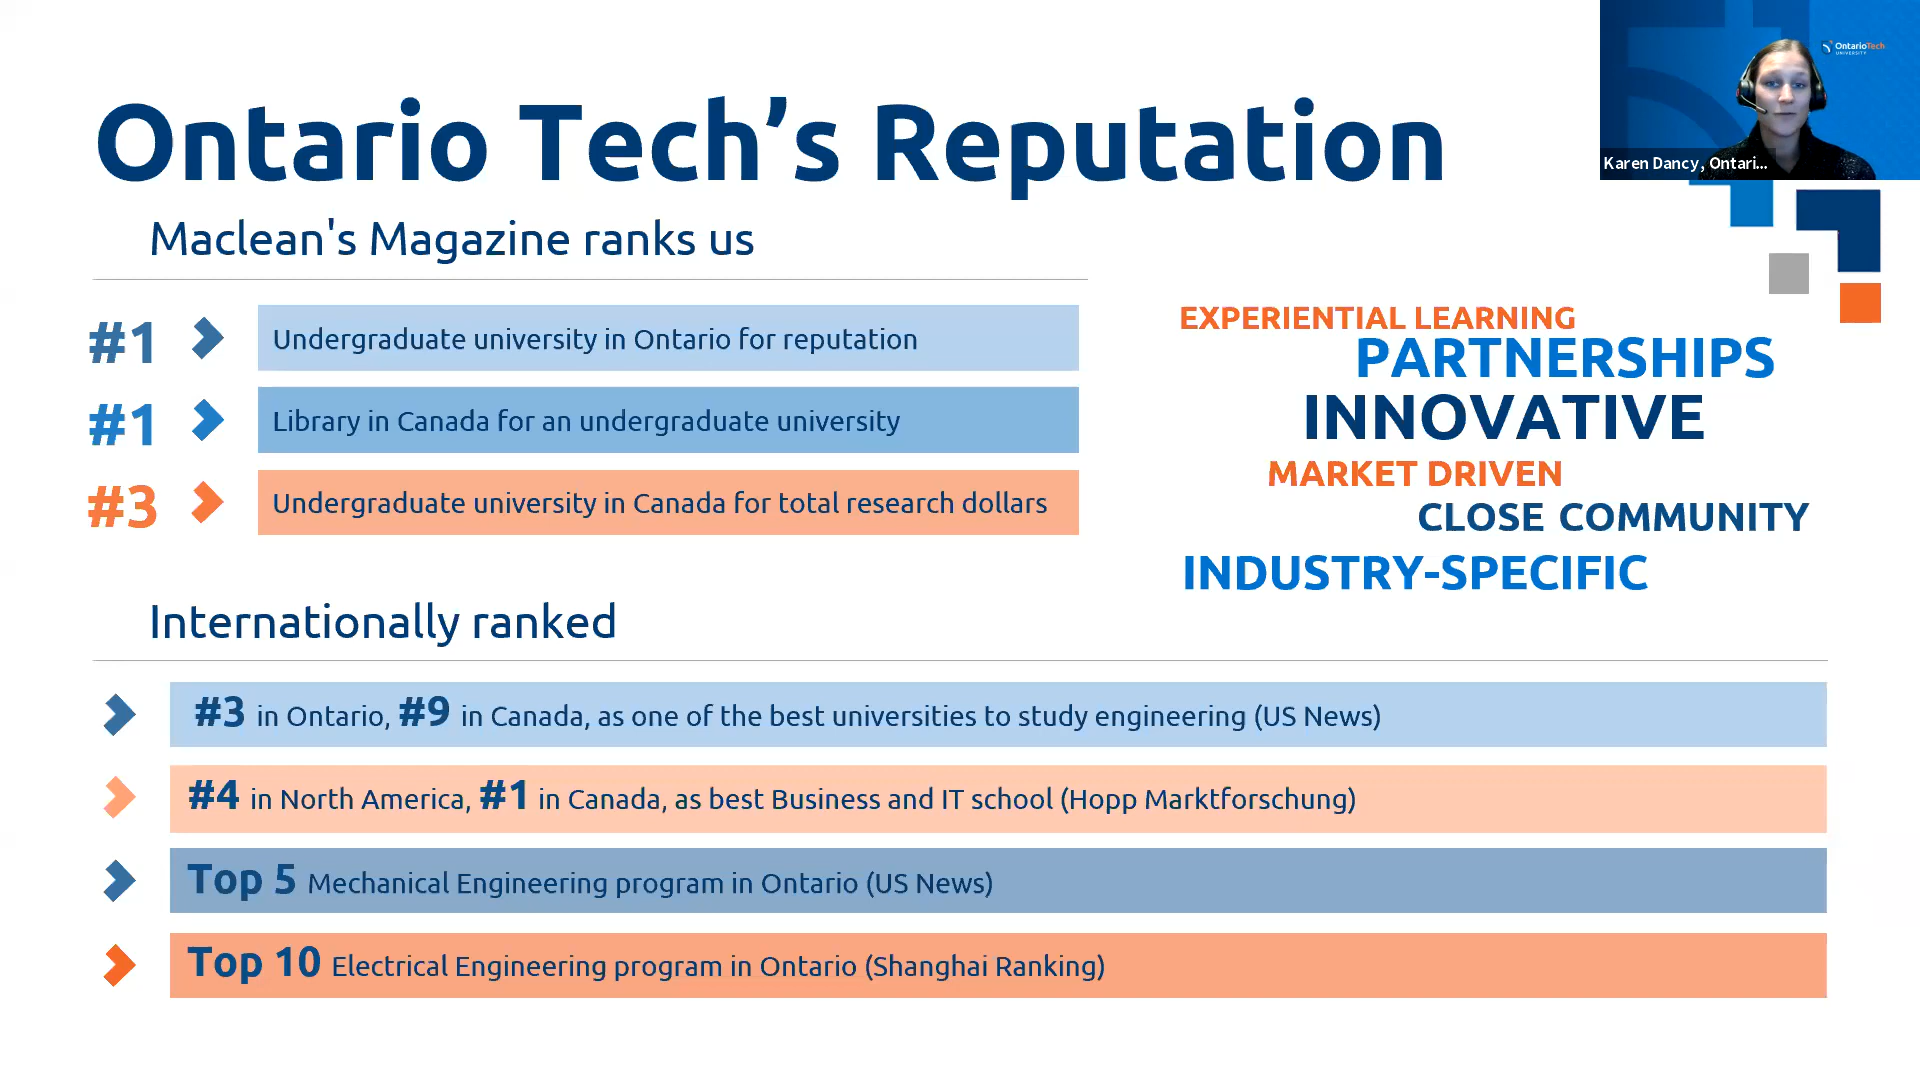 Ontario Tech’s Reputation
OntarioTech
UNIVERSITY
Karen Dancy, Ontari...
Maclean's Magazine ranks us
#1 Undergraduate university in Ontario for reputation
#1 Library in Canada for an undergraduate university
#3 Undergraduate university in Canada for total research dollars
EXPERIENTIAL LEARNING
PARTNERSHIPS
INNOVATIVE
MARKET DRIVEN
CLOSE COMMUNITY
INDUSTRY-SPECIFIC
Internationally ranked
#3 in Ontario, #9 in Canada, as one of the best universities to study engineering (US News)
#4 in North America, #1 in Canada, as best Business and IT school (Hopp Marktforschung)
Top 5 Mechanical Engineering program in Ontario (US News)
Top 10 Electrical Engineering program in Ontario (Shanghai Ranking)